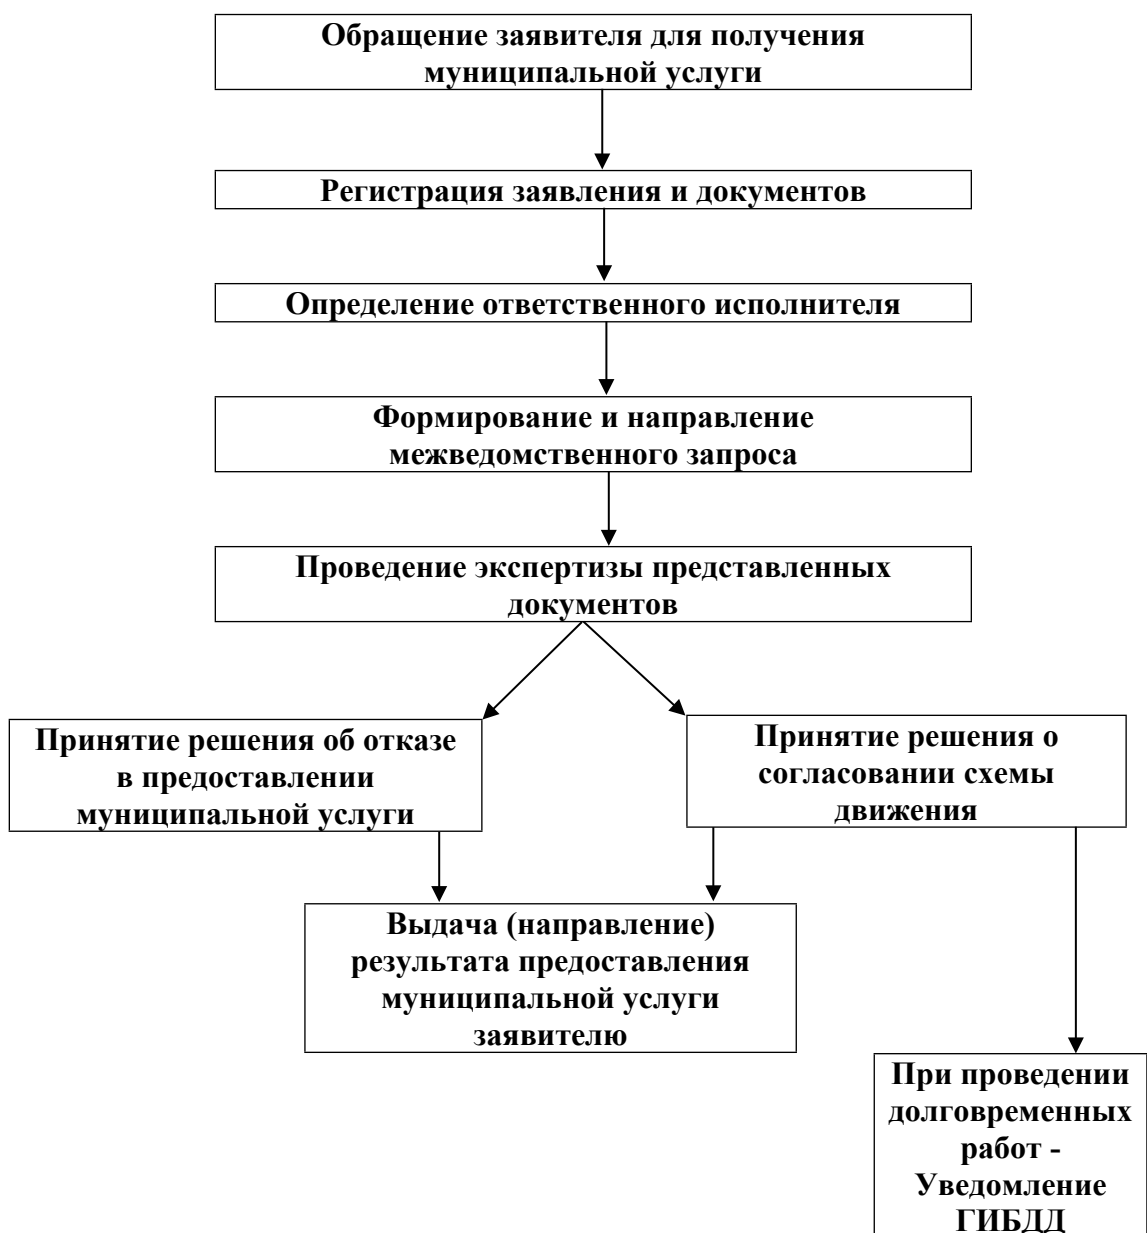 Обращение заявителя для получения
муниципальной услуги
Регистрация заявления и документов
Определение ответственного исполнителя
Формирование и направление
межведомственного запроса
Проведение экспертизы представленных
документов
Принятие решения об отказе
в предоставлении
муниципальной услуги
Принятие решения о
согласовании схемы
движения
Выдача (направление)
результата предоставления
муниципальной услуги
заявителю
При проведении
долговременных
работ -
Уведомление
ГИБДД